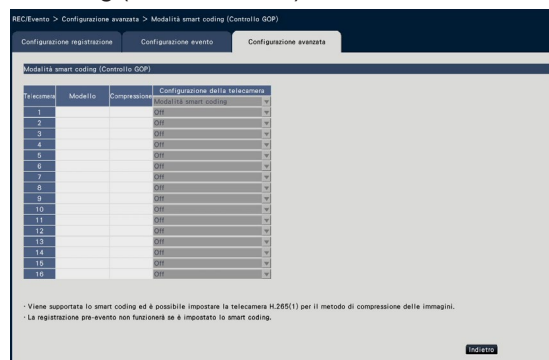 REC/Evento > Configurazione avanzata > Modalità smart coding (Controllo GOP)
Configurazione registrazione Configurazione evento Configurazione avanzata
Modalità smart coding (Controllo GOP)
Telecamera Modello Compressione Configurazione della telecamera
Modalità smart coding
1 Off
2 Off
3 Off
4 Off
5 Off
6 Off
7 Off
8 Off
9 Off
10 Off
11 Off
12 Off
13 Off
14 Off
15 Off
16 Off
· Viene supportata lo smart coding ed è possibile impostare la telecamera H.265(1) per il metodo di compressione delle immagini.
· La registrazione pre-evento non funzionerà se è impostato lo smart coding.
Indietro